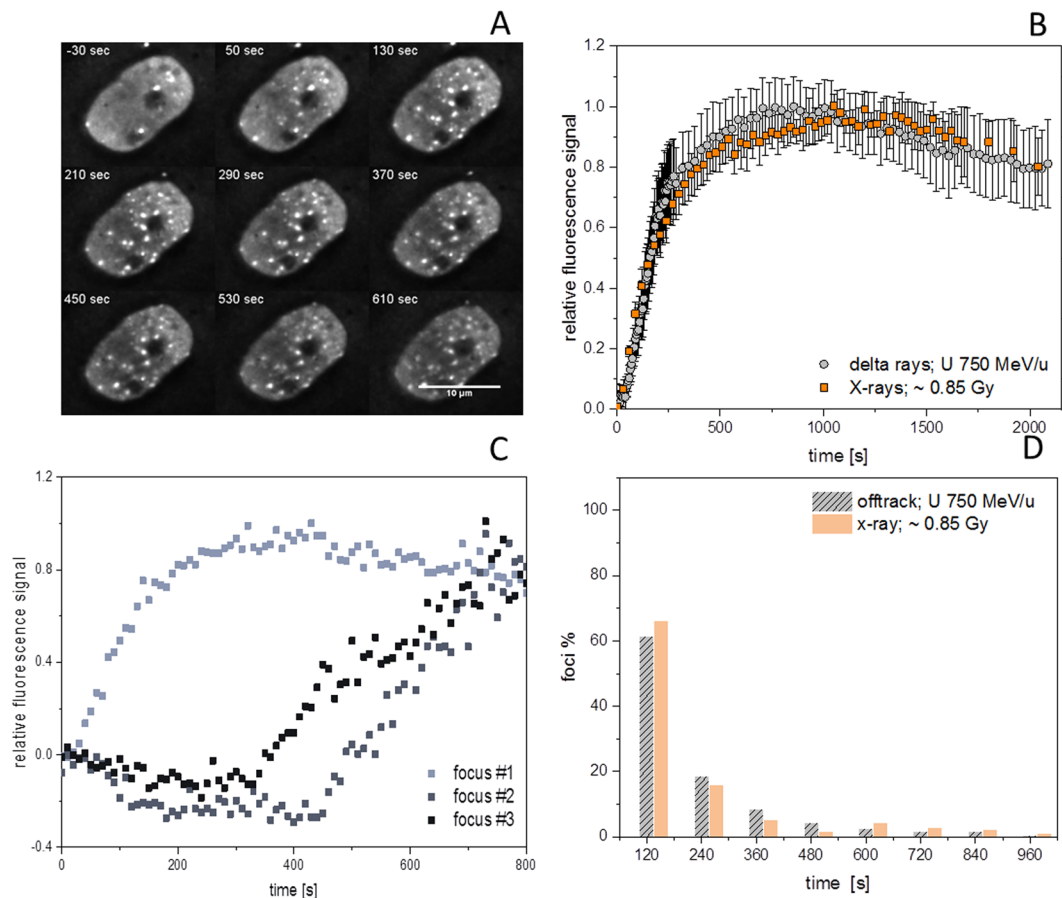 A
-30 sec
50 sec
130 sec
210 sec
290 sec
370 sec
450 sec
530 sec
610 sec
10 µm
B
1.2
1.0
0.8
0.6
0.4
0.2
0.0
relative fluorescence signal
delta rays; U 750 MeV/u
X-rays; ~ 0.85 Gy
0
500
1000
1500
2000
time [s]
C
1.2
0.8
0.4
0.0
-0.4
relative fluorescence signal
focus #1
focus #2
focus #3
0
200
400
600
800
time [s]
D
100
80
60
40
20
0
foci %
offtrack; U 750 MeV/u
x-ray; ~ 0.85 Gy
120
240
360
480
600
720
840
960
time [s]